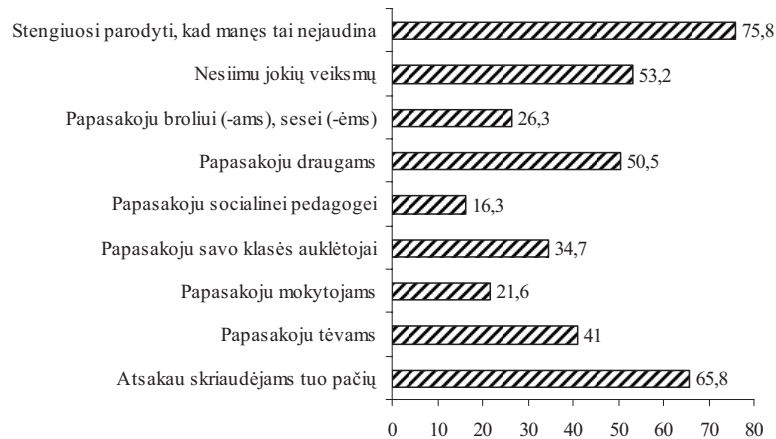 Stengiuosi parodyti, kad manęs tai nejaudina 75,8
Nesiimu jokių veiksmų 53,2
Papasakoju broliui (-ams), sesei (-ėms) 26,3
Papasakoju draugams 50,5
Papasakoju socialinei pedagogei 16,3
Papasakoju savo klasės auklėtojai 34,7
Papasakoju mokytojams 21,6
Papasakoju tėvams 41
Atsakau skriaudėjams tuo pačių 65,8
0 10 20 30 40 50 60 70 80